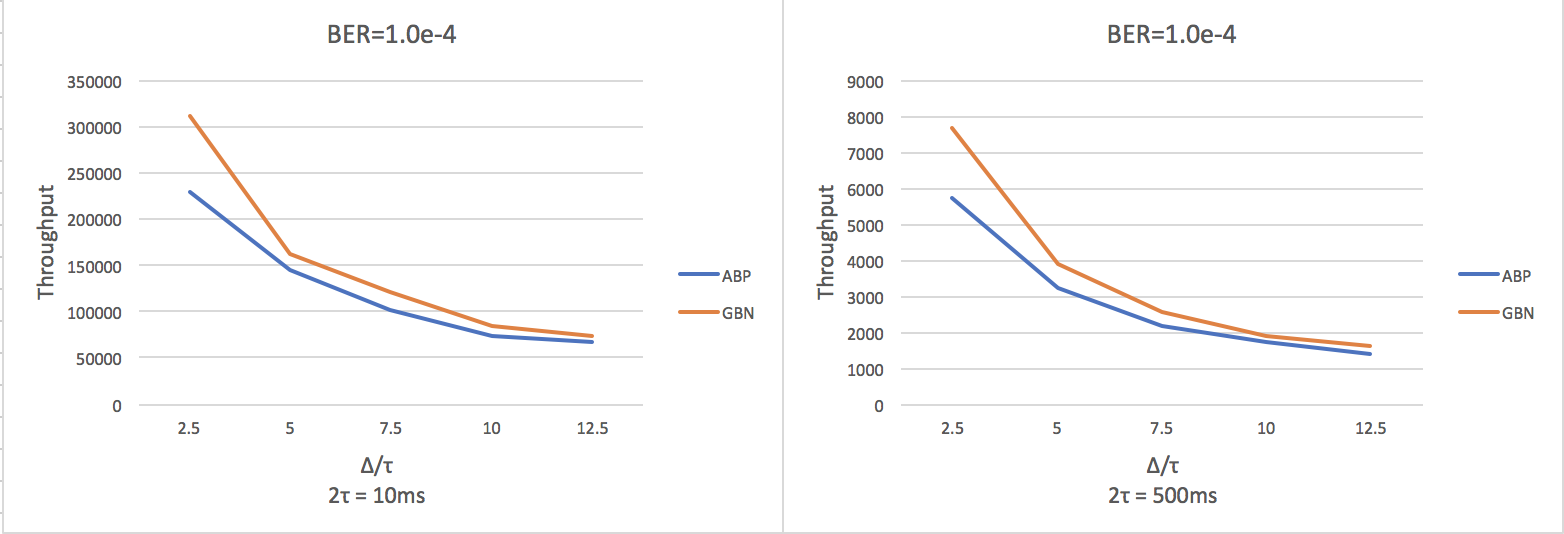 BER=1.0e-4
350000
300000
250000
200000
150000
100000
50000
0
Throughput
2.5 5 7.5 10 12.5
Δ/τ
2τ = 10ms
ABP
GBN
BER=1.0e-4
9000
8000
7000
6000
5000
4000
3000
2000
1000
0
Throughput
2.5 5 7.5 10 12.5
Δ/τ
2τ = 500ms
ABP
GBN